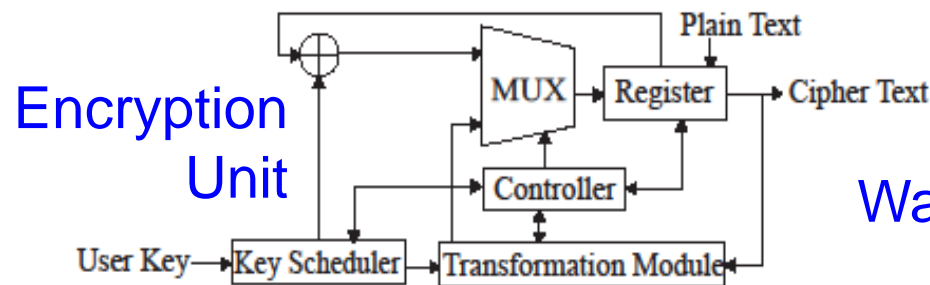 Plain Text
MUX
Register
Cipher Text
Encryption
Unit
Controller
User Key
Key Scheduler
Transformation Module